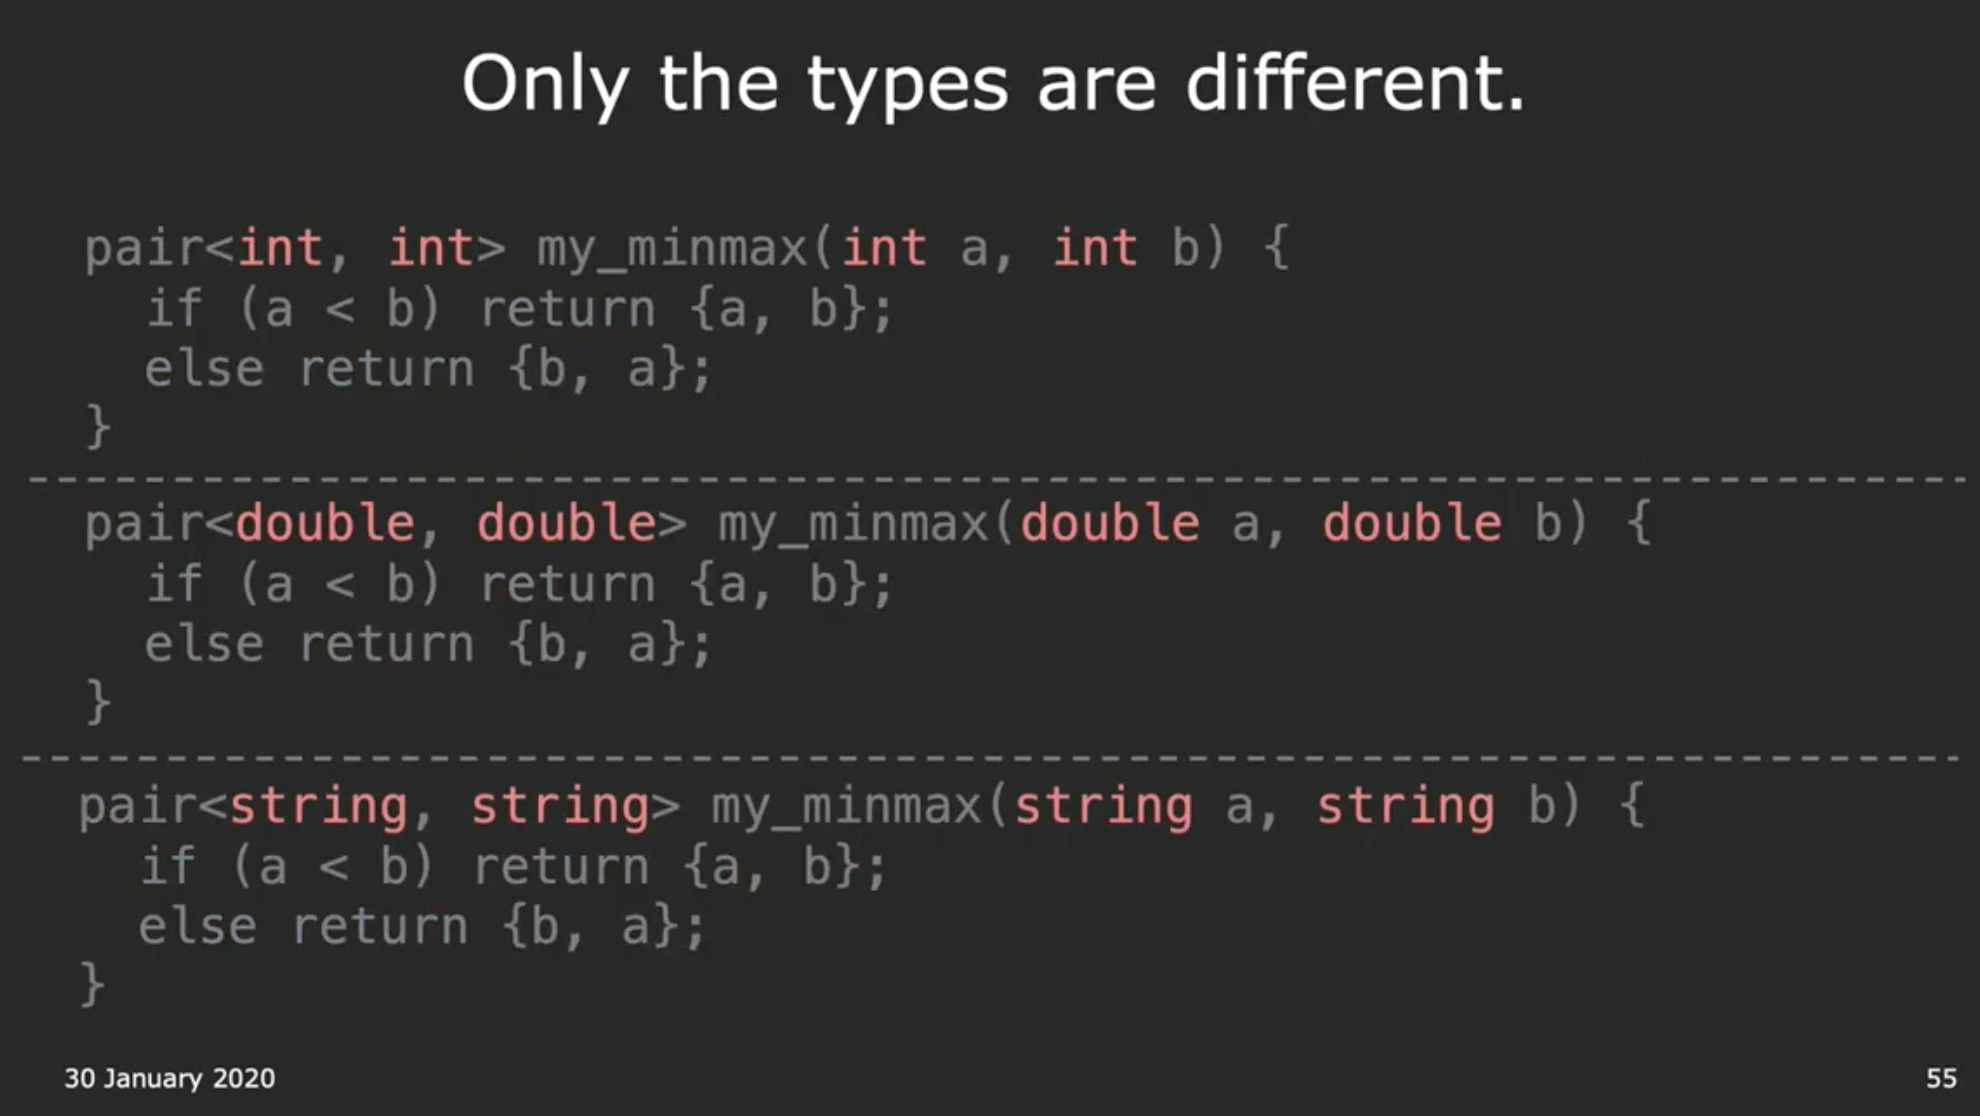 Only the types are different.
pair<int, int> my_minmax(int a, int b) {
  if (a < b) return {a, b};
  else return {b, a};
}
pair<double, double> my_minmax(double a, double b) {
  if (a < b) return {a, b};
  else return {b, a};
}
pair<string, string> my_minmax(string a, string b) {
  if (a < b) return {a, b};
  else return {b, a};
}
30 January 2020
55